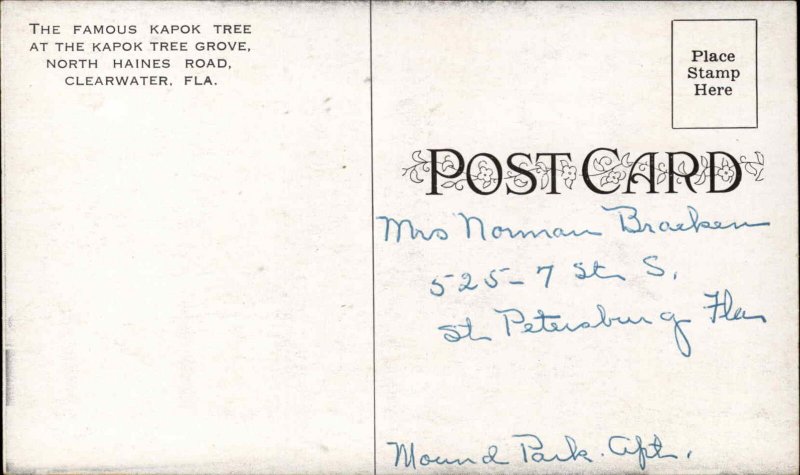 THE FAMOUS KAPOK TREE
AT THE KAPOK TREE GROVE,
NORTH HAINES ROAD,
CLEARWATER, FLA.
Place
Stamp
Here
POST CARD
Mrs Norman Bracken
525-7 St S.
St Petersburg Fla
Mound Park. Apt.